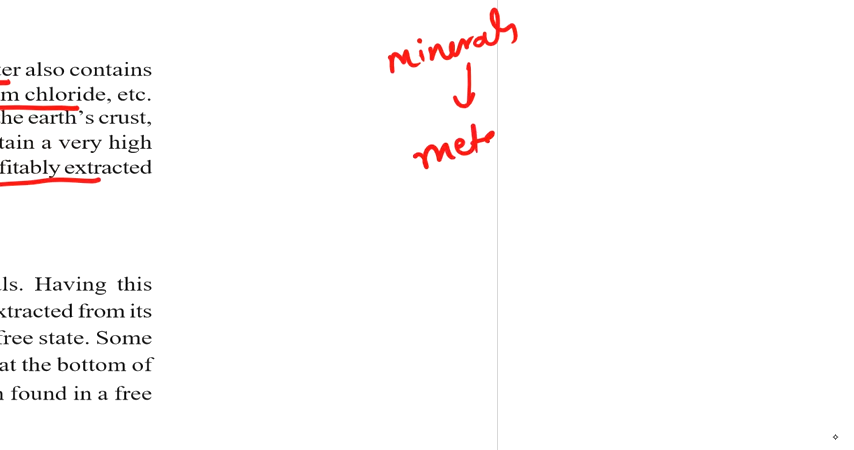 er also contains
m chloride, etc.
he earth's crust,
tain a very high
fitably extracted
minerals
met
ls. Having this
xtracted from its
free state. Some
at the bottom of
found in a free